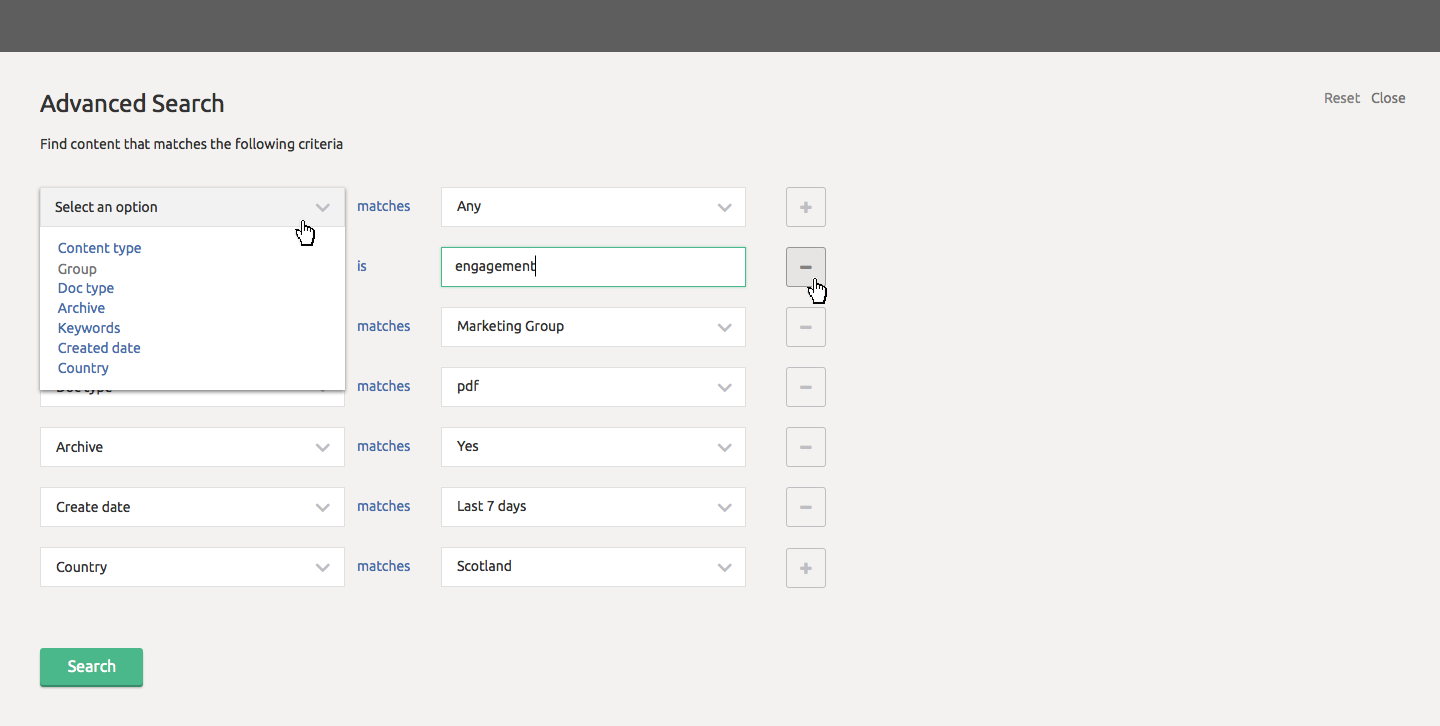 Advanced Search
Reset Close
Find content that matches the following criteria
Select an option matches Any
Content type
Group
is engagement
Doc type
Archive
Keywords
matches Marketing Group
Created date
Country
Doc type matches pdf
Archive matches Yes
Create date matches Last 7 days
Country matches Scotland
Search